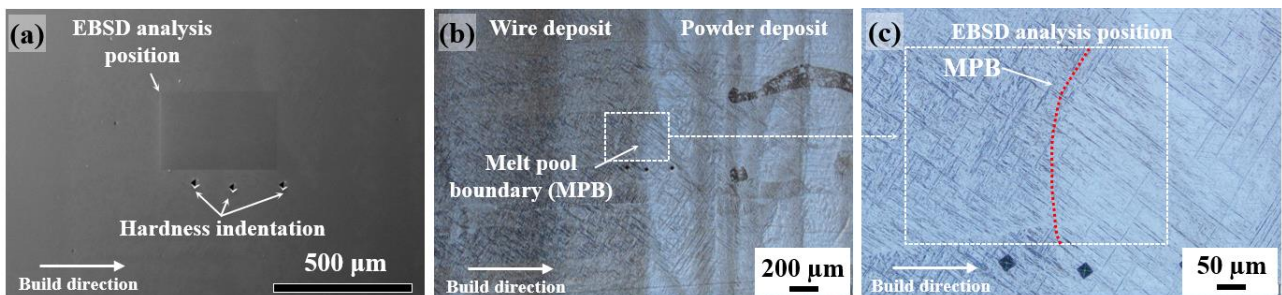 (a)
EBSD analysis
position
Hardness indentation
Build direction
500 µm
(b)
Wire deposit
Powder deposit
Melt pool
boundary (MPB)
Build direction
200 µm
(c)
EBSD analysis position
MPB
Build direction
50 µm